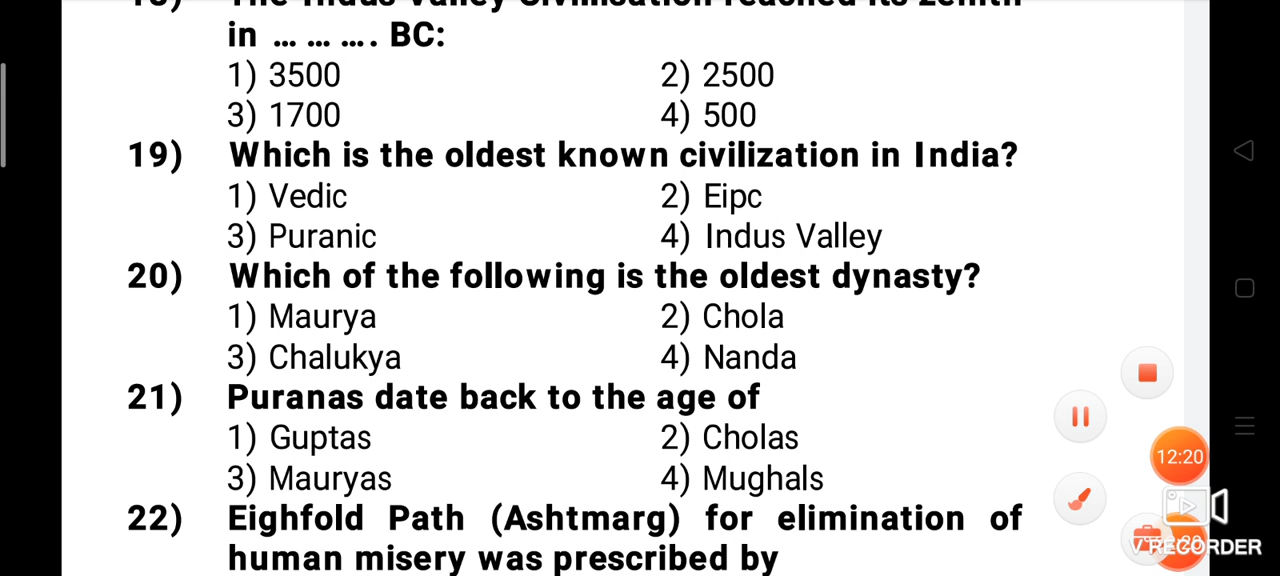 in ... ... .... BC:
1) 3500 2) 2500
3) 1700 4) 500
19) Which is the oldest known civilization in India?
1) Vedic 2) Eipc
3) Puranic 4) Indus Valley
20) Which of the following is the oldest dynasty?
1) Maurya 2) Chola
3) Chalukya 4) Nanda
21) Puranas date back to the age of
1) Guptas 2) Cholas
3) Mauryas 4) Mughals
12:20
22) Eighfold Path (Ashtmarg) for elimination of
human misery was prescribed by
V RECORDER